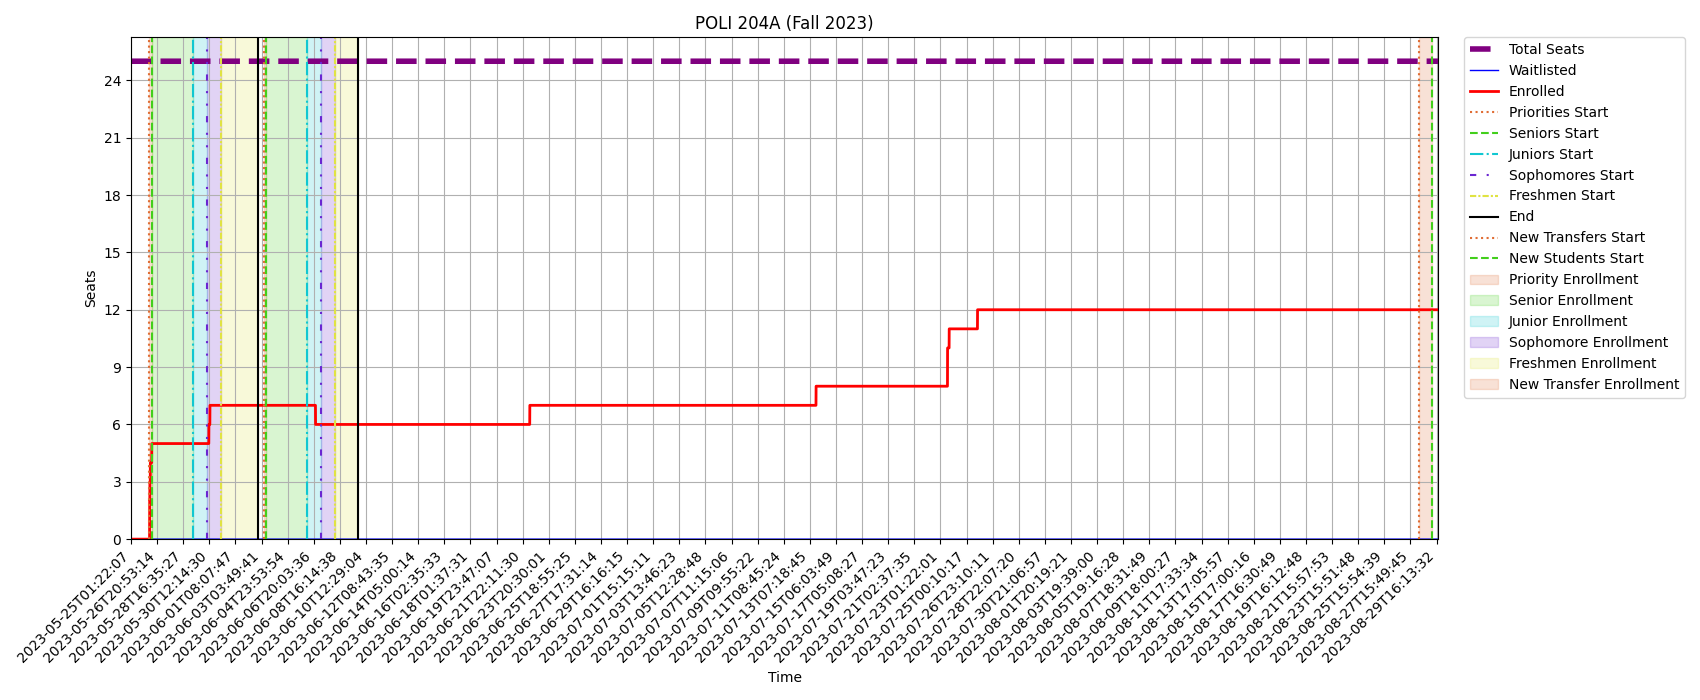 POLI 204A (Fall 2023)
Seats
24
21
18
15
12
9
6
3
0
2023-05-25T01:22:07
2023-05-26T20:53:14
2023-05-28T16:35:27
2023-05-30T12:14:30
2023-06-01T08:07:47
2023-06-03T03:49:41
2023-06-04T23:53:54
2023-06-06T20:03:36
2023-06-08T16:14:38
2023-06-10T12:29:04
2023-06-12T08:43:35
2023-06-14T05:00:14
2023-06-16T02:35:33
2023-06-18T01:37:31
2023-06-19T23:47:07
2023-06-21T22:11:30
2023-06-23T20:30:01
2023-06-25T18:55:25
2023-06-27T17:31:14
2023-06-29T16:16:15
2023-07-01T15:15:11
2023-07-03T13:46:23
2023-07-05T12:28:48
2023-07-07T11:15:06
2023-07-09T09:55:22
2023-07-11T08:45:24
2023-07-13T07:18:45
2023-07-15T06:03:49
2023-07-17T05:08:27
2023-07-19T03:47:23
2023-07-21T02:37:35
2023-07-23T01:22:01
2023-07-25T00:10:17
2023-07-26T23:10:11
2023-07-28T22:07:20
2023-07-30T21:06:57
2023-08-01T20:19:21
2023-08-03T19:39:00
2023-08-05T19:16:28
2023-08-07T18:31:49
2023-08-09T18:00:27
2023-08-11T17:33:34
2023-08-13T17:05:57
2023-08-15T17:00:16
2023-08-17T16:30:49
2023-08-19T16:12:48
2023-08-21T15:57:53
2023-08-23T15:51:48
2023-08-25T15:54:39
2023-08-27T15:49:45
2023-08-29T16:13:32
Time
Total Seats
Waitlisted
Enrolled
Priorities Start
Seniors Start
Juniors Start
Sophomores Start
Freshmen Start
End
New Transfers Start
New Students Start
Priority Enrollment
Senior Enrollment
Junior Enrollment
Sophomore Enrollment
Freshmen Enrollment
New Transfer Enrollment